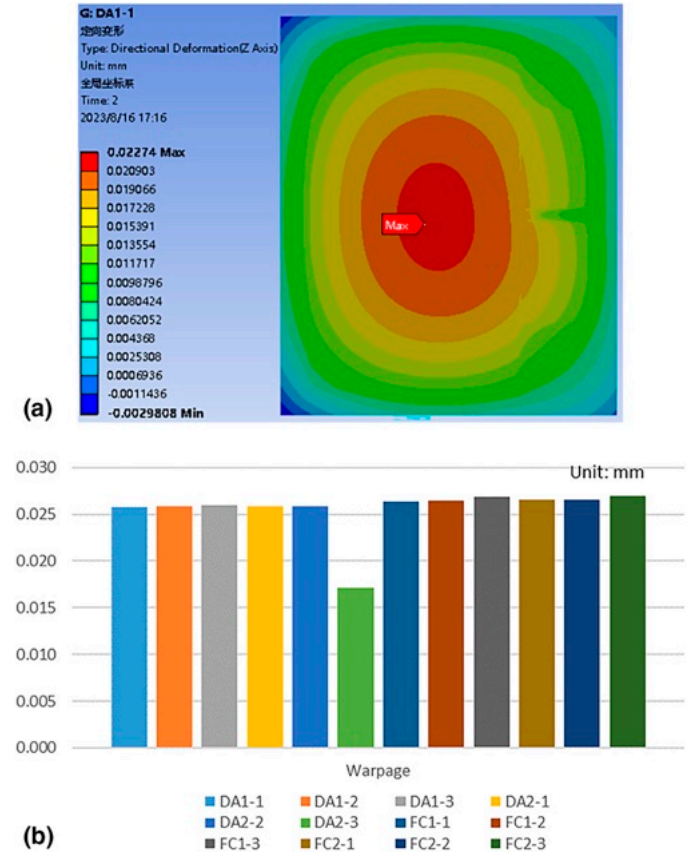 G: DA1-1
定向变形
Type: Directional Deformation(Z Axis)
Unit: mm
全局坐标系
Time: 2
2023/8/16 17:16
0.02274 Max
0.020903
0.019066
0.017228
0.015391
0.013554
0.011717
0.0098796
0.0080424
0.0062052
0.004368
0.0025308
0.0006936
-0.0011436
-0.0029808 Min
Max
(a)
Unit: mm
0.030
0.025
0.020
0.015
0.010
0.005
0.000
Warpage
DA1-1 DA1-2 DA1-3 DA2-1
DA2-2 DA2-3 FC1-1 FC1-2
FC1-3 FC2-1 FC2-2 FC2-3
(b)